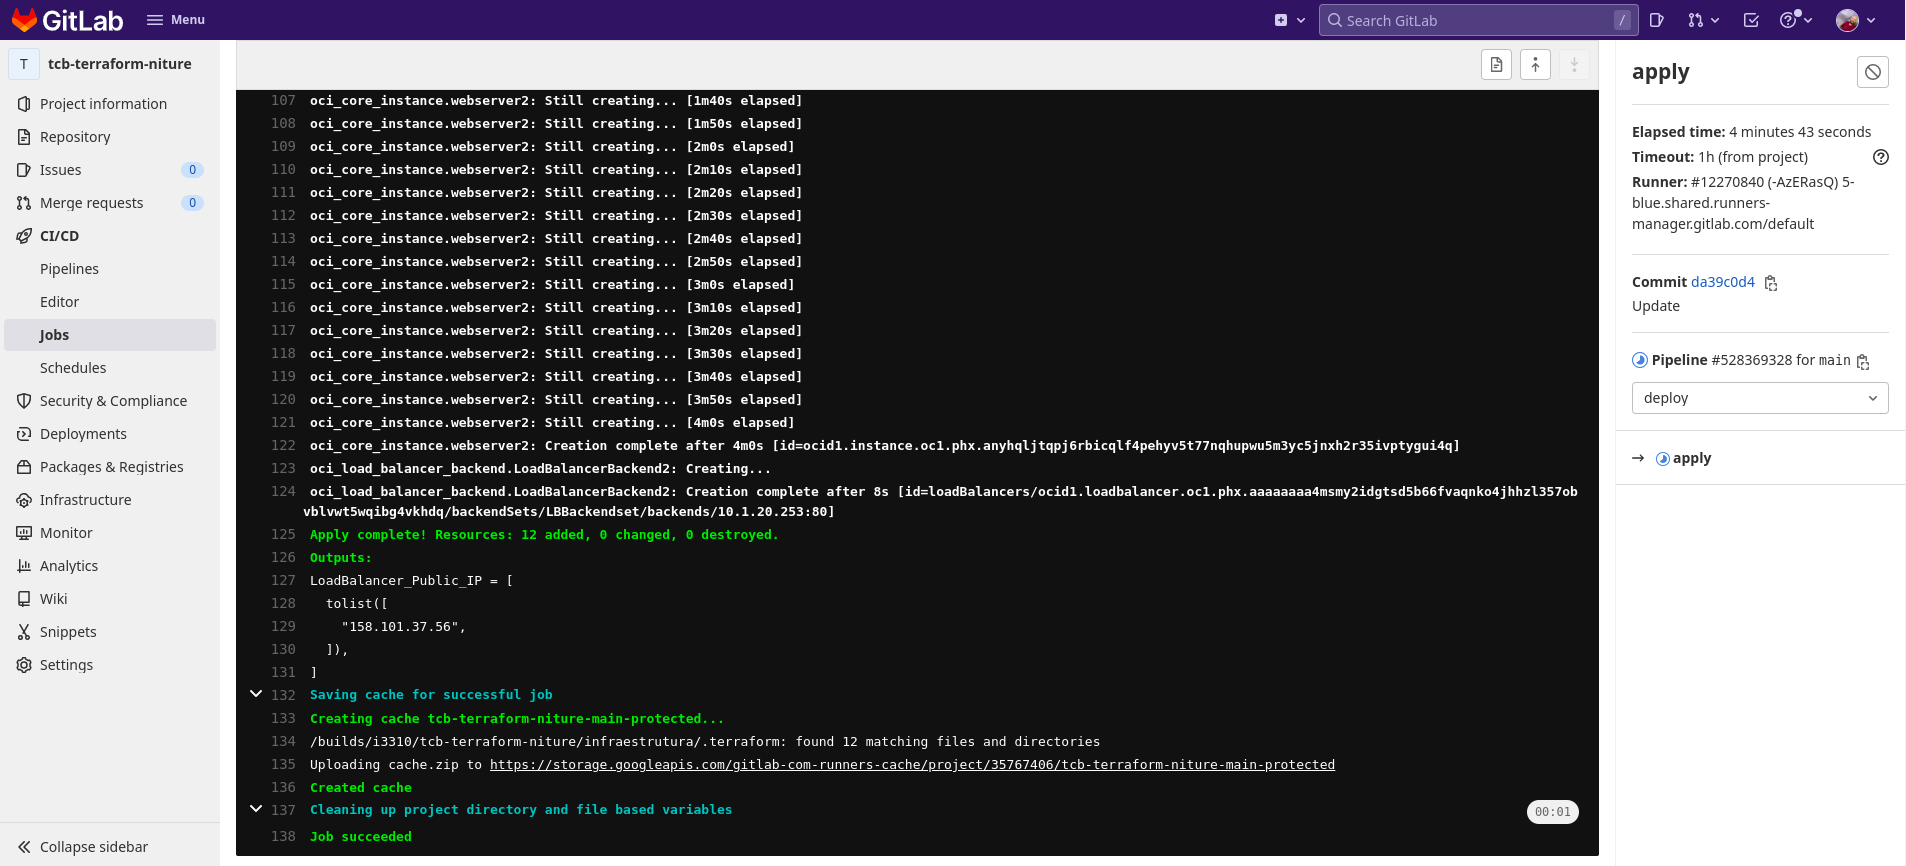 GitLab
Menu
Search GitLab
/
T
tcb-terraform-niture
Project information
Repository
Issues 0
Merge requests 0
CI/CD
Pipelines
Editor
Jobs
Schedules
Security & Compliance
Deployments
Packages & Registries
Infrastructure
Monitor
Analytics
Wiki
Snippets
Settings
Collapse sidebar
107 oci_core_instance.webserver2: Still creating... [1m40s elapsed]
108 oci_core_instance.webserver2: Still creating... [1m50s elapsed]
109 oci_core_instance.webserver2: Still creating... [2m0s elapsed]
110 oci_core_instance.webserver2: Still creating... [2m10s elapsed]
111 oci_core_instance.webserver2: Still creating... [2m20s elapsed]
112 oci_core_instance.webserver2: Still creating... [2m30s elapsed]
113 oci_core_instance.webserver2: Still creating... [2m40s elapsed]
114 oci_core_instance.webserver2: Still creating... [2m50s elapsed]
115 oci_core_instance.webserver2: Still creating... [3m0s elapsed]
116 oci_core_instance.webserver2: Still creating... [3m10s elapsed]
117 oci_core_instance.webserver2: Still creating... [3m20s elapsed]
118 oci_core_instance.webserver2: Still creating... [3m30s elapsed]
119 oci_core_instance.webserver2: Still creating... [3m40s elapsed]
120 oci_core_instance.webserver2: Still creating... [3m50s elapsed]
121 oci_core_instance.webserver2: Still creating... [4m0s elapsed]
122 oci_core_instance.webserver2: Creation complete after 4m0s [id=ocid1.instance.oc1.phx.anyhqljtqpj6rbicqlf4pehyv5t77nqhupwu5m3yc5jnxh2r35ivptygui4q]
123 oci_load_balancer_backend.LoadBalancerBackend2: Creating...
124 oci_load_balancer_backend.LoadBalancerBackend2: Creation complete after 8s [id=loadBalancers/ocid1.loadbalancer.oc1.phx.aaaaaaaa4msmy2idgtsd5b66fvaqnko4jhhzl357ob
vblvwt5wqibg4vkhdq/backendSets/LBBackendset/backends/10.1.20.253:80]
125 Apply complete! Resources: 12 added, 0 changed, 0 destroyed.
126 Outputs:
127 LoadBalancer_Public_IP = [
128 tolist([
129 "158.101.37.56",
130 ]),
131 ]
132 Saving cache for successful job
133 Creating cache tcb-terraform-niture-main-protected...
134 /builds/i3310/tcb-terraform-niture/infraestrutura/.terraform: found 12 matching files and directories
135 Uploading cache.zip to https://storage.googleapis.com/gitlab-com-runners-cache/project/35767406/tcb-terraform-niture-main-protected
136 Created cache
137 Cleaning up project directory and file based variables 00:01
138 Job succeeded
apply
Elapsed time: 4 minutes 43 seconds
Timeout: 1h (from project)
Runner: #12270840 (-AzERasQ) 5-
blue.shared.runners-
manager.gitlab.com/default
Commit da39c0d4
Update
Pipeline #528369328 for main
deploy
→ apply